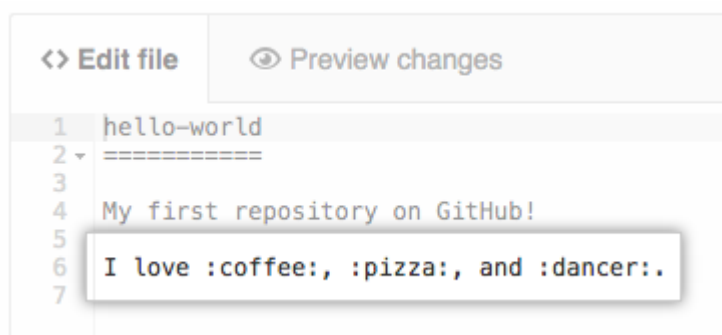 <> Edit file Preview changes
1 hello-world
2 ===========
3
4 My first repository on GitHub!
5
6 I love :coffee:, :pizza:, and :dancer:.
7